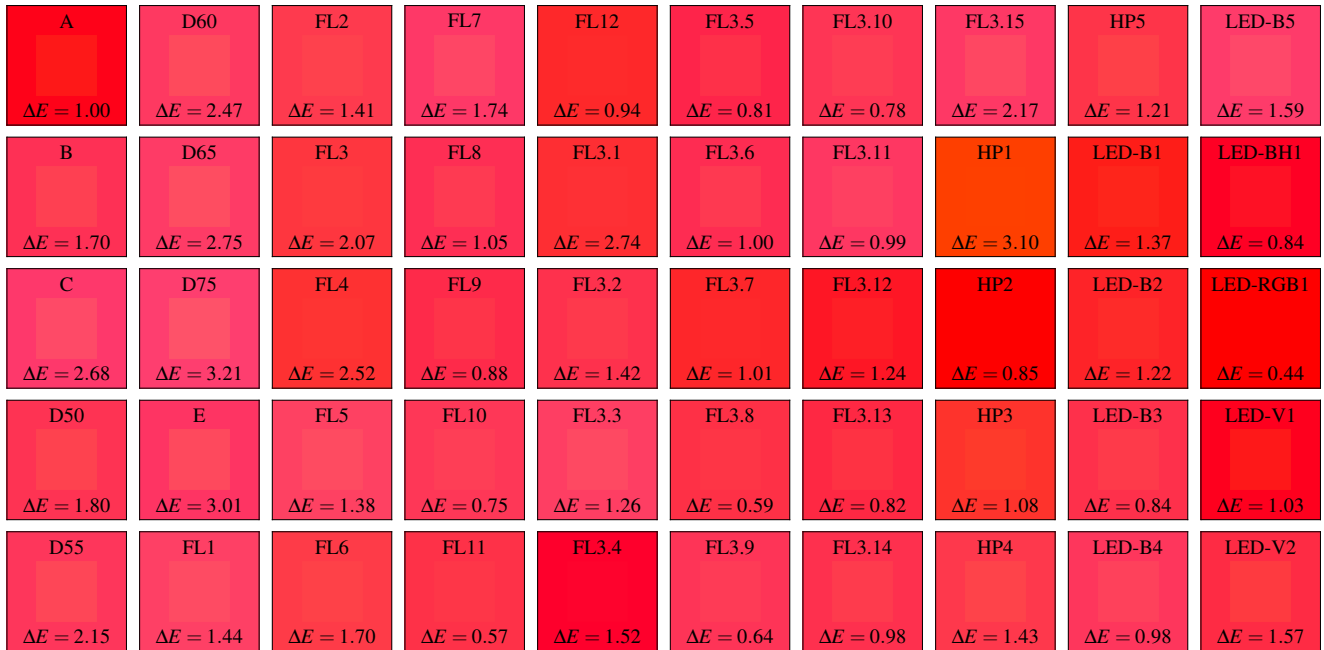 A
D60
FL2
FL7
FL12
FL3.5
FL3.10
FL3.15
HP5
LED-B5
ΔE = 1.00
ΔE = 2.47
ΔE = 1.41
ΔE = 1.74
ΔE = 0.94
ΔE = 0.81
ΔE = 0.78
ΔE = 2.17
ΔE = 1.21
ΔE = 1.59
B
D65
FL3
FL8
FL3.1
FL3.6
FL3.11
HP1
LED-B1
LED-BH1
ΔE = 1.70
ΔE = 2.75
ΔE = 2.07
ΔE = 1.05
ΔE = 2.74
ΔE = 1.00
ΔE = 0.99
ΔE = 3.10
ΔE = 1.37
ΔE = 0.84
C
D75
FL4
FL9
FL3.2
FL3.7
FL3.12
HP2
LED-B2
LED-RGB1
ΔE = 2.68
ΔE = 3.21
ΔE = 2.52
ΔE = 0.88
ΔE = 1.42
ΔE = 1.01
ΔE = 1.24
ΔE = 0.85
ΔE = 1.22
ΔE = 0.44
D50
E
FL5
FL10
FL3.3
FL3.8
FL3.13
HP3
LED-B3
LED-V1
ΔE = 1.80
ΔE = 3.01
ΔE = 1.38
ΔE = 0.75
ΔE = 1.26
ΔE = 0.59
ΔE = 0.82
ΔE = 1.08
ΔE = 0.84
ΔE = 1.03
D55
FL1
FL6
FL11
FL3.4
FL3.9
FL3.14
HP4
LED-B4
LED-V2
ΔE = 2.15
ΔE = 1.44
ΔE = 1.70
ΔE = 0.57
ΔE = 1.52
ΔE = 0.64
ΔE = 0.98
ΔE = 1.43
ΔE = 0.98
ΔE = 1.57